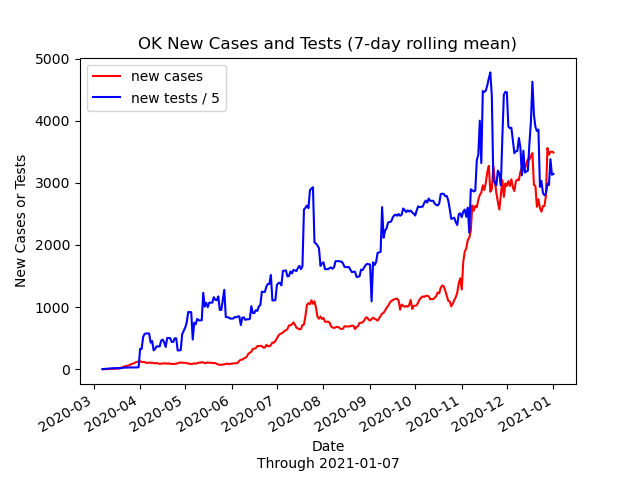 OK New Cases and Tests (7-day rolling mean)
new cases
new tests / 5
New Cases or Tests
5000
4000
3000
2000
1000
0
2020-03
2020-04
2020-05
2020-06
2020-07
2020-08
2020-09
2020-10
2020-11
2020-12
2021-01
Date
Through 2021-01-07